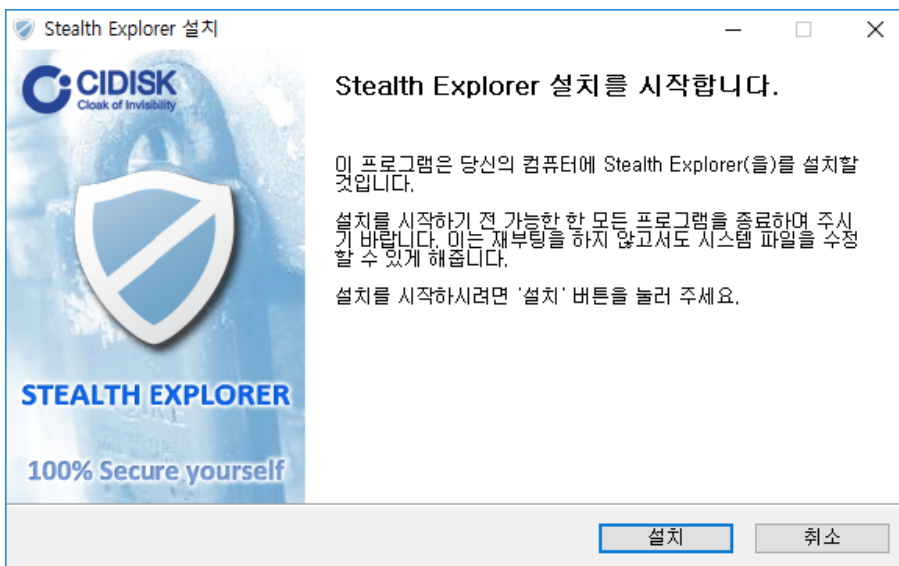 Stealth Explorer 설치
CIDISK
Cloak of Invisibility
Stealth Explorer 설치를 시작합니다.
이 프로그램은 당신의 컴퓨터에 Stealth Explorer(을)를 설치할
것입니다.
설치를 시작하기 전 가능한 한 모든 프로그램을 종료하여 주시
기 바랍니다. 이는 재부팅을 하지 않고서도 시스템 파일을 수정
할 수 있게 해줍니다.
설치를 시작하시려면 '설치' 버튼을 눌러 주세요.
STEALTH EXPLORER
100% Secure yourself
설치
취소